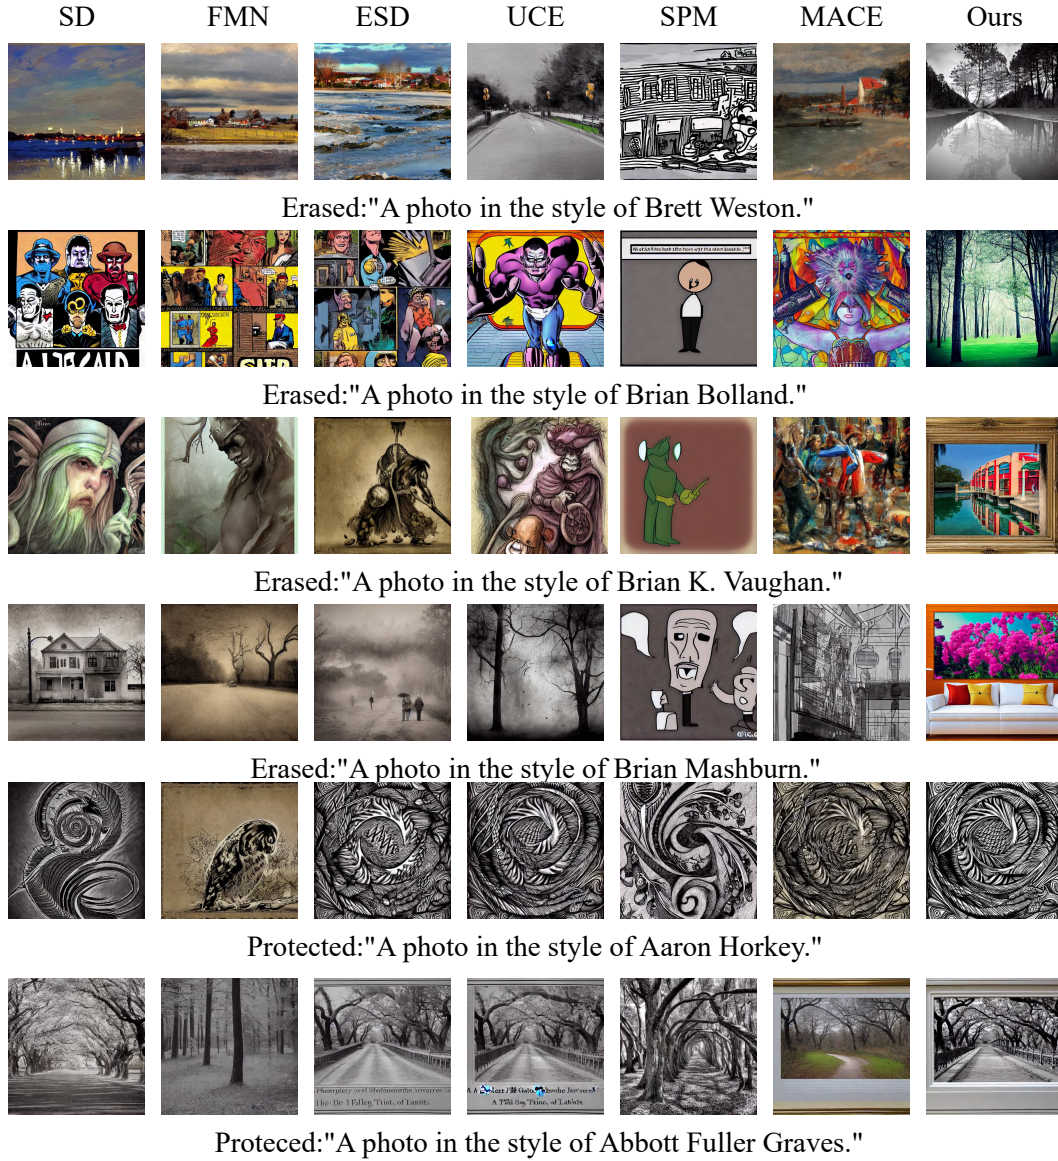 SD FMN ESD UCE SPM MACE Ours
Erased:"A photo in the style of Brett Weston."
Erased:"A photo in the style of Brian Bolland."
Erased:"A photo in the style of Brian K. Vaughan."
Erased:"A photo in the style of Brian Mashburn."
Protected:"A photo in the style of Aaron Horkey."
Proteced:"A photo in the style of Abbott Fuller Graves."